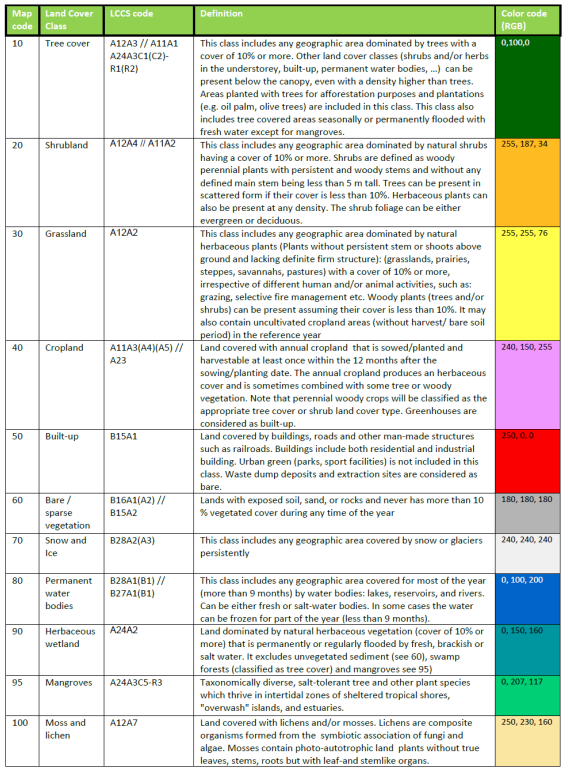 Map code
Land Cover Class
LCCS code
Definition
Color code (RGB)
10
Tree cover
A12A3 // A11A1
A24A3C1(C2)-
R1(R2)
This class includes any geographic area dominated by trees with a
cover of 10% or more. Other land cover classes (shrubs and/or herbs
in the understorey, built-up, permanent water bodies, ...)  can be
present below the canopy, even with a density higher than trees.
Areas planted with trees for afforestation purposes and plantations
(e.g. oil palm, olive trees) are included in this class. This class also
includes tree covered areas seasonally or permanently flooded with
fresh water except for mangroves.
0,100,0
20
Shrubland
A12A4 // A11A2
This class includes any geographic area dominated by natural shrubs
having a cover of 10% or more. Shrubs are defined as woody
perennial plants with persistent and woody stems and without any
defined main stem being less than 5 m tall. Trees can be present in
scattered form if their cover is less than 10%. Herbaceous plants can
also be present at any density. The shrub foliage can be either
evergreen or deciduous.
255, 187, 34
30
Grassland
A12A2
This class includes any geographic area dominated by natural
herbaceous plants (Plants without persistent stem or shoots above
ground and lacking definite firm structure): (grasslands, prairies,
steppes, savannahs, pastures) with a cover of 10% or more,
irrespective of different human and/or animal activities, such as:
grazing, selective fire management etc. Woody plants (trees and/or
shrubs) can be present assuming their cover is less than 10%. It may
also contain uncultivated cropland areas (without harvest/ bare soil
period) in the reference year
255, 255, 76
40
Cropland
A11A3(A4)(A5) //
A23
Land covered with annual cropland  that is sowed/planted and
harvestable at least once within the 12 months after the
sowing/planting date. The annual cropland produces an herbaceous
cover and is sometimes combined with some tree or woody
vegetation. Note that perennial woody crops will be classified as the
appropriate tree cover or shrub land cover type. Greenhouses are
considered as built-up.
240, 150, 255
50
Built-up
B15A1
Land covered by buildings, roads and other man-made structures
such as railroads. Buildings include both residential and industrial
building. Urban green (parks, sport facilities) is not included in this
class. Waste dump deposits and extraction sites are considered as
bare.
250, 0, 0
60
Bare /
sparse
vegetation
B16A1(A2) //
B15A2
Lands with exposed soil, sand, or rocks and never has more than 10
% vegetated cover during any time of the year
180, 180, 180
70
Snow and
Ice
B28A2(A3)
This class includes any geographic area covered by snow or glaciers
persistently
240, 240, 240
80
Permanent
water
bodies
B28A1(B1) //
B27A1(B1)
This class includes any geographic area covered for most of the year
(more than 9 months) by water bodies: lakes, reservoirs, and rivers.
Can be either fresh or salt-water bodies. In some cases the water
can be frozen for part of the year (less than 9 months).
0, 100, 200
90
Herbaceous
wetland
A24A2
Land dominated by natural herbaceous vegetation (cover of 10% or
more) that is permanently or regularly flooded by fresh, brackish or
salt water. It excludes unvegetated sediment (see 60), swamp
forests (classified as tree cover) and mangroves see 95)
0, 150, 160
95
Mangroves
A24A3C5-R3
Taxonomically diverse, salt-tolerant tree and other plant species
which thrive in intertidal zones of sheltered tropical shores,
"overwash" islands, and estuaries.
0, 207, 117
100
Moss and
lichen
A12A7
Land covered with lichens and/or mosses. Lichens are composite
organisms formed from the  symbiotic association of fungi and
algae. Mosses contain photo-autotrophic land  plants without true
leaves, stems, roots but with leaf-and stemlike organs.
250, 230, 160